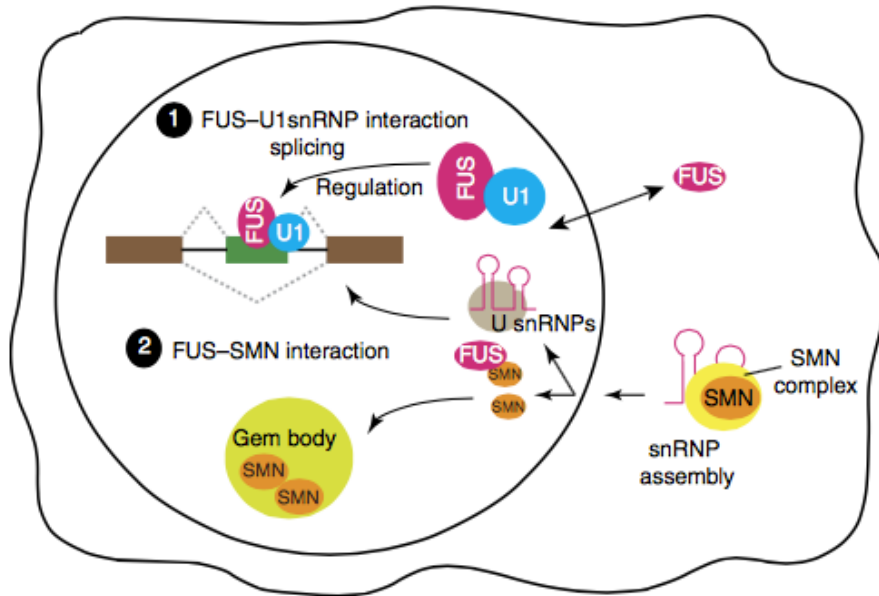 1 FUS–U1snRNP interaction
splicing
Regulation
FUS
U1
FUS
FUS
U1
U snRNPs
2 FUS–SMN interaction
FUS
SMN
SMN
SMN
complex
SMN
Gem body
SMN
SMN
snRNP
assembly